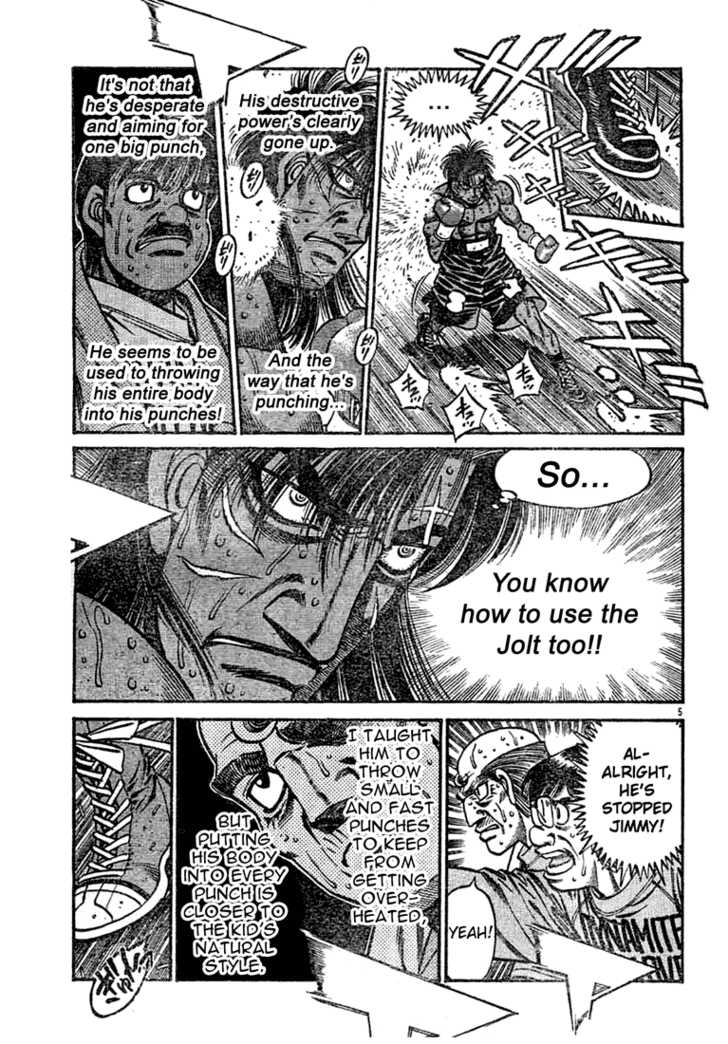 ...
His destructive
power's clearly
gone up.
And the
way that he's
punching...
It's not that
he's desperate
and aiming for
one big punch,
He seems to be
used to throwing
his entire body
into his punches!
So...
You know
how to use the
Jolt too!!
5
AL-
ALRIGHT,
HE'S
STOPPED
JIMMY!
YEAH!
DYNAMITE
I TAUGHT
HIM TO
THROW
SMALL
AND FAST
PUNCHES
TO KEEP
FROM
GETTING
OVER-
HEATED,
BUT
PUTTING
HIS BODY
INTO EVERY
PUNCH IS
CLOSER TO
THE KID'S
NATURAL
STYLE.